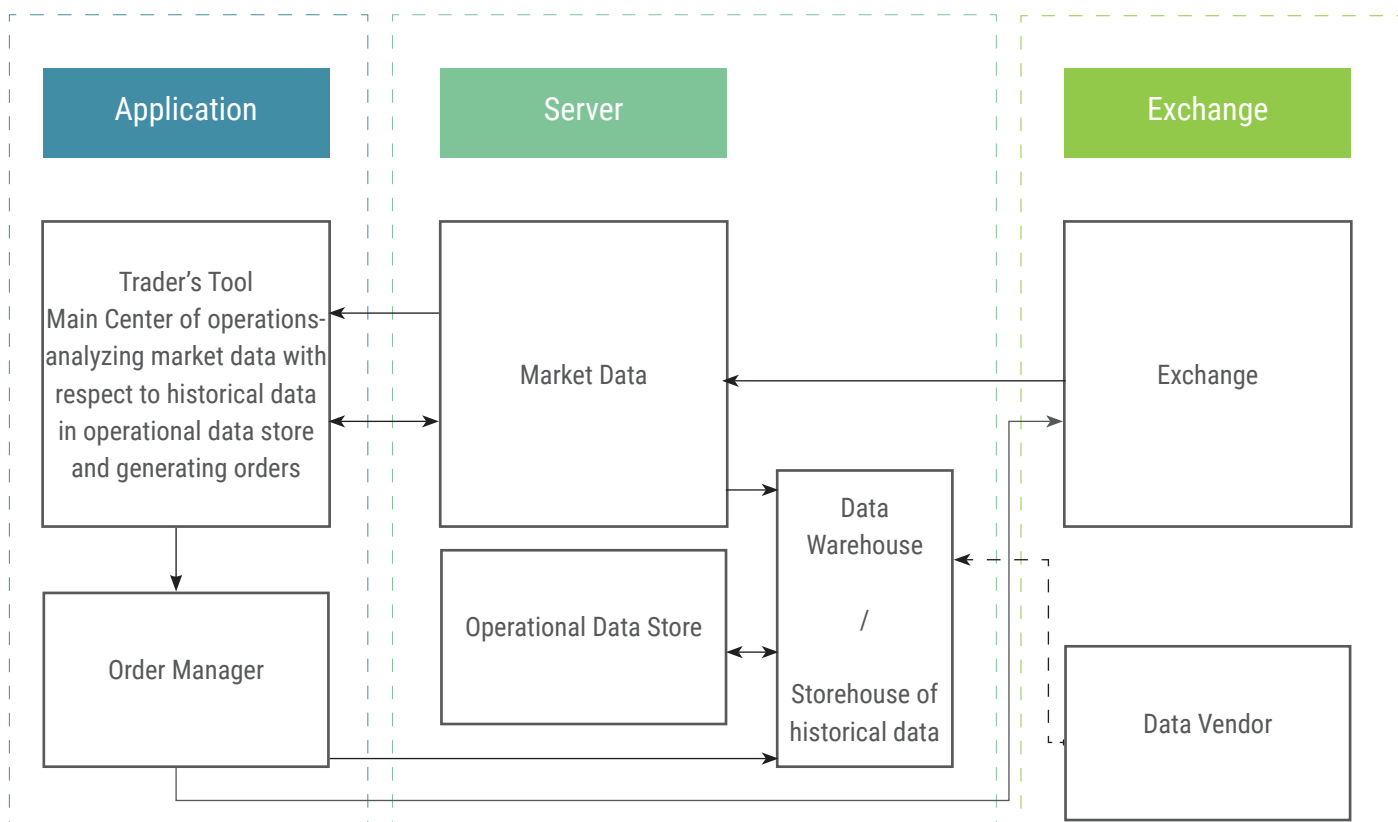 Application
Server
Exchange
Trader’s Tool
Main Center of operations-
analyzing market data with
respect to historical data
in operational data store
and generating orders
Market Data
Exchange
Data
Warehouse
/
Storehouse of
historical data
Operational Data Store
Order Manager
Data Vendor